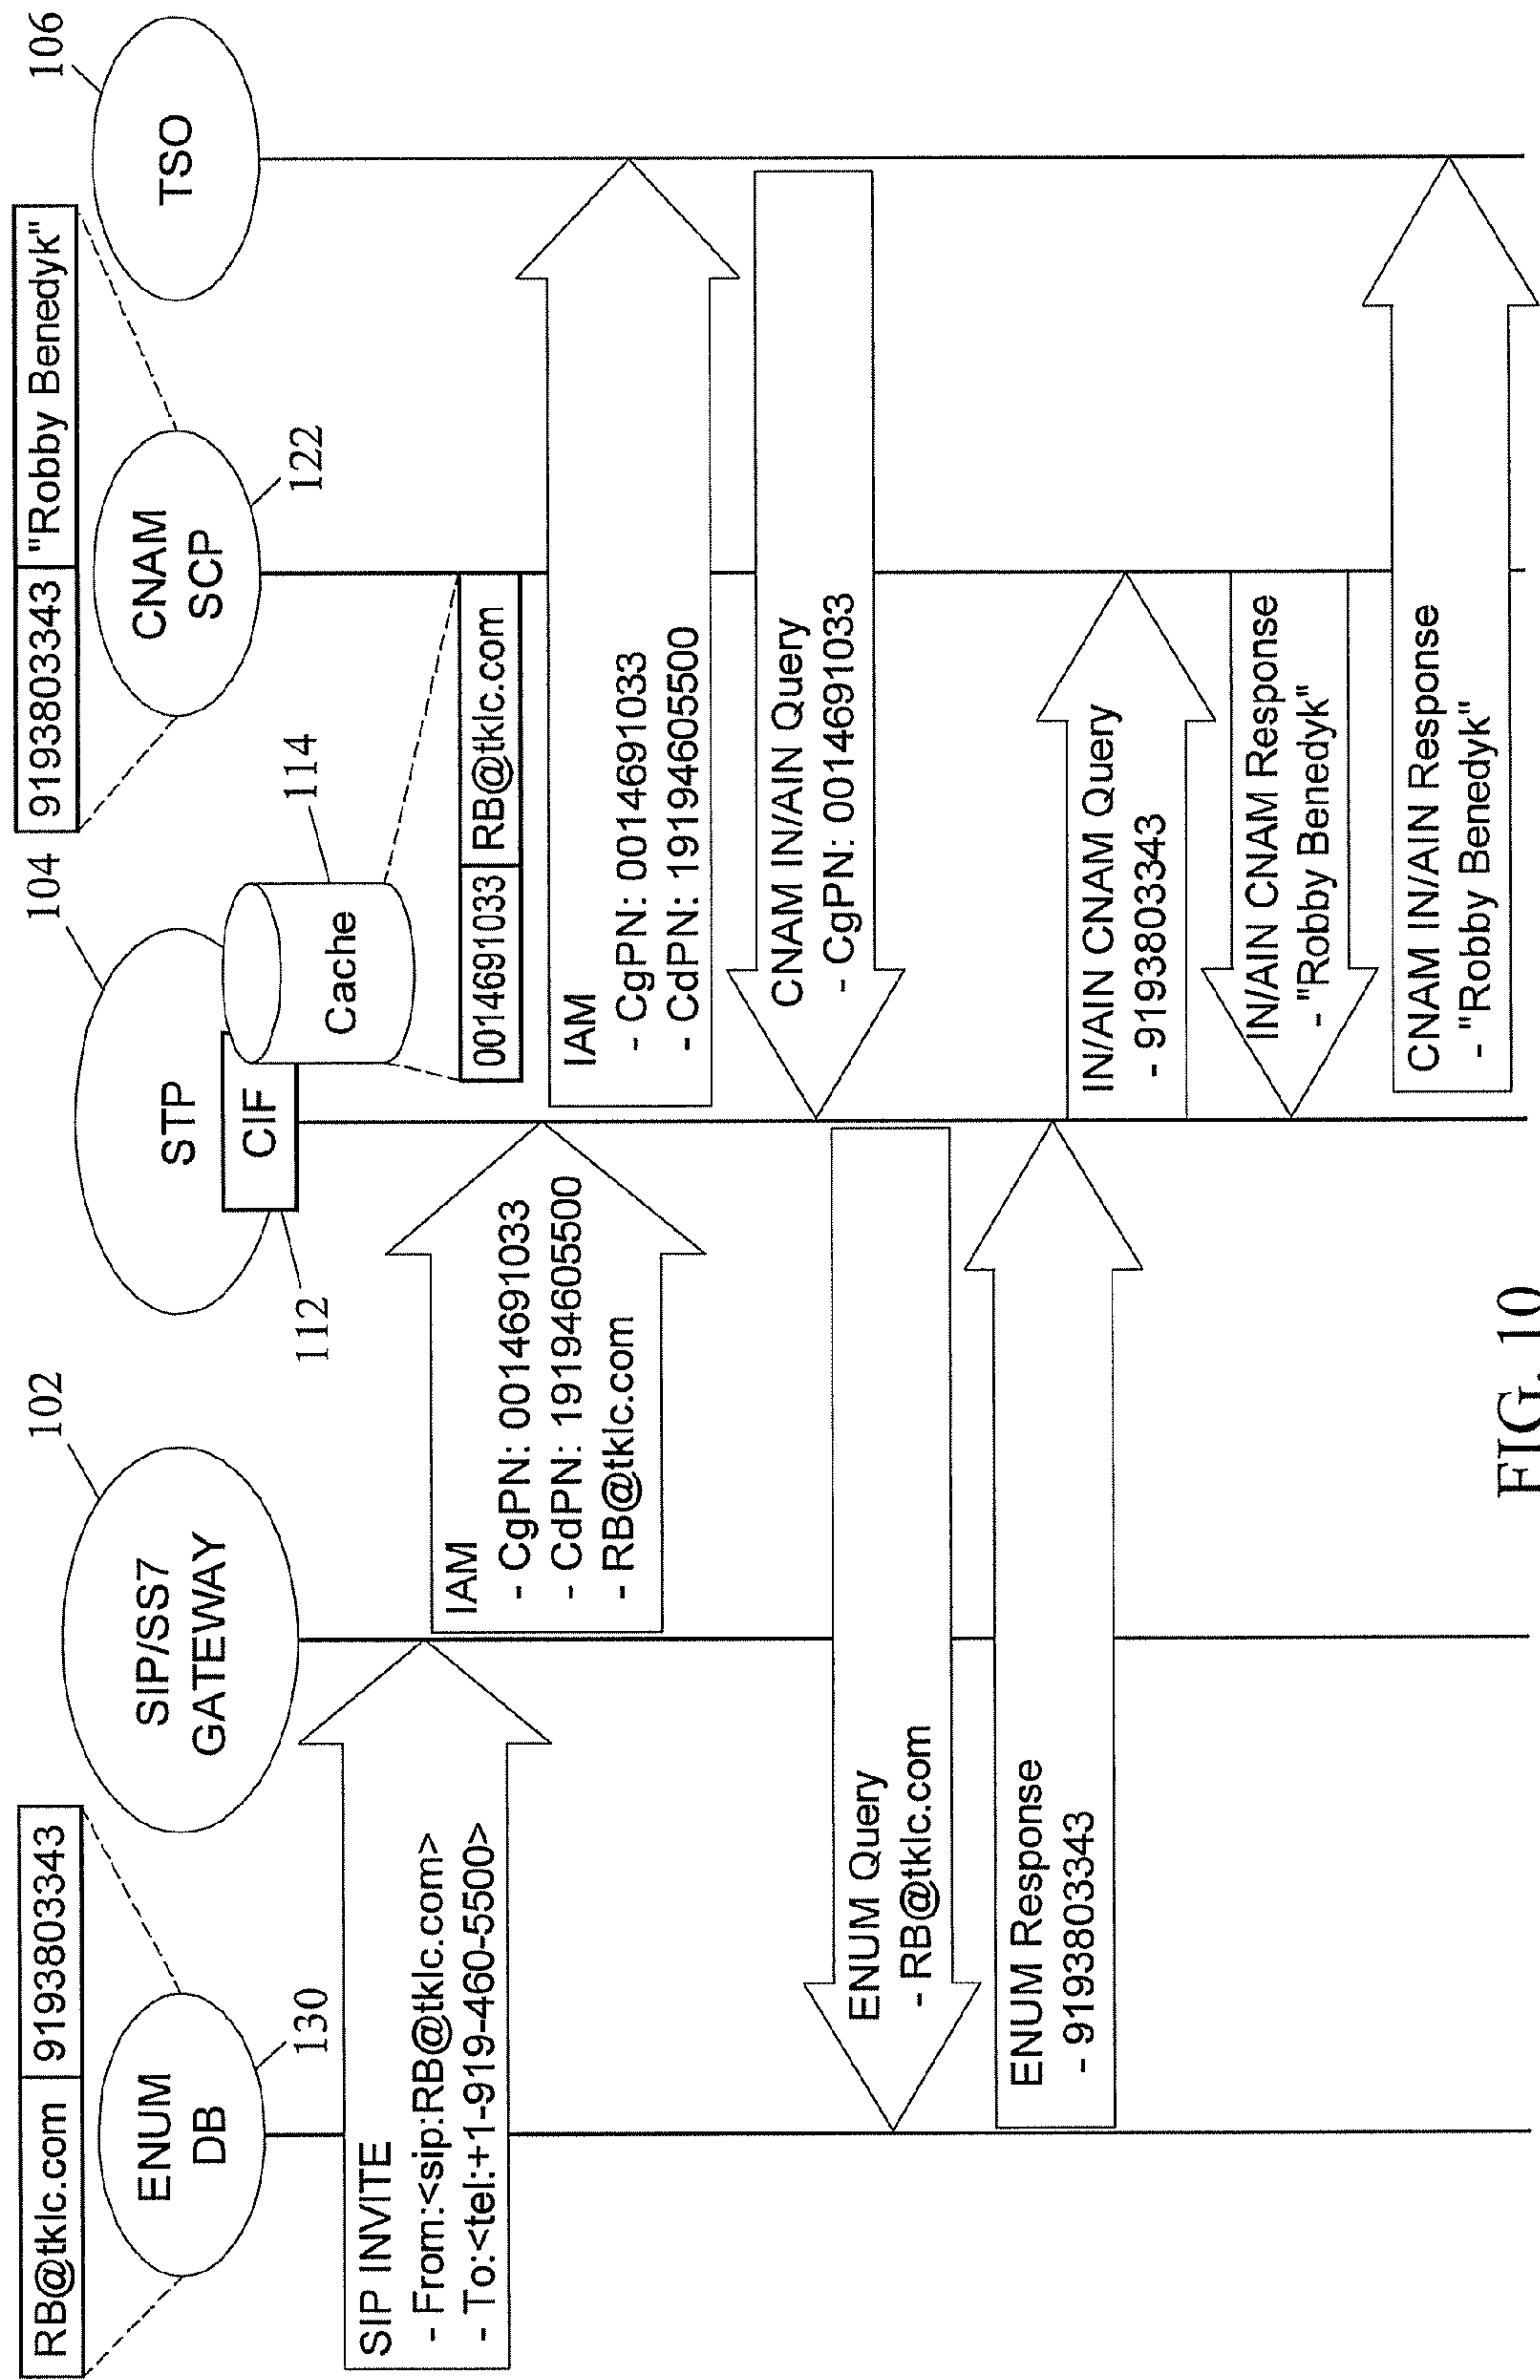 RB@tklc.com 9193803343
ENUM
DB
130
SIP/SS7
GATEWAY
102
STP
104
CIF
112
Cache
114
0014691033 RB@tklc.com
9193803343 "Robby Benedyk"
CNAM
SCP
122
TSO
106
SIP INVITE
- From:<sip:RB@tklc.com>
- To:<tel:+1-919-460-5500>
IAM
- CgPN: 0014691033
- CdPN: 19194605500
- RB@tklc.com
IAM
- CgPN: 0014691033
- CdPN: 19194605500
CNAM IN/AIN Query
- CgPN: 0014691033
ENUM Query
- RB@tklc.com
ENUM Response
- 9193803343
IN/AIN CNAM Query
- 9193803343
IN/AIN CNAM Response
- "Robby Benedyk"
CNAM IN/AIN Response
- "Robby Benedyk"
FIG. 10